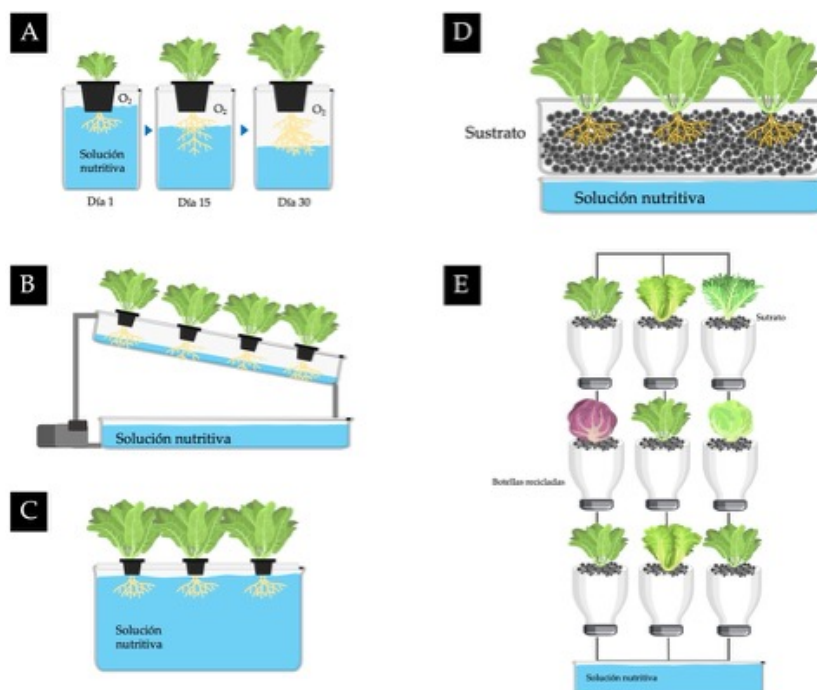 A
O₂
O₂
O₂
Solución
nutritiva
Día 1
Día 15
Día 30
B
Solución nutritiva
C
Solución
nutritiva
D
Sustrato
Solución nutritiva
E
Sutrato
Botellas recicladas
Solución nutritiva